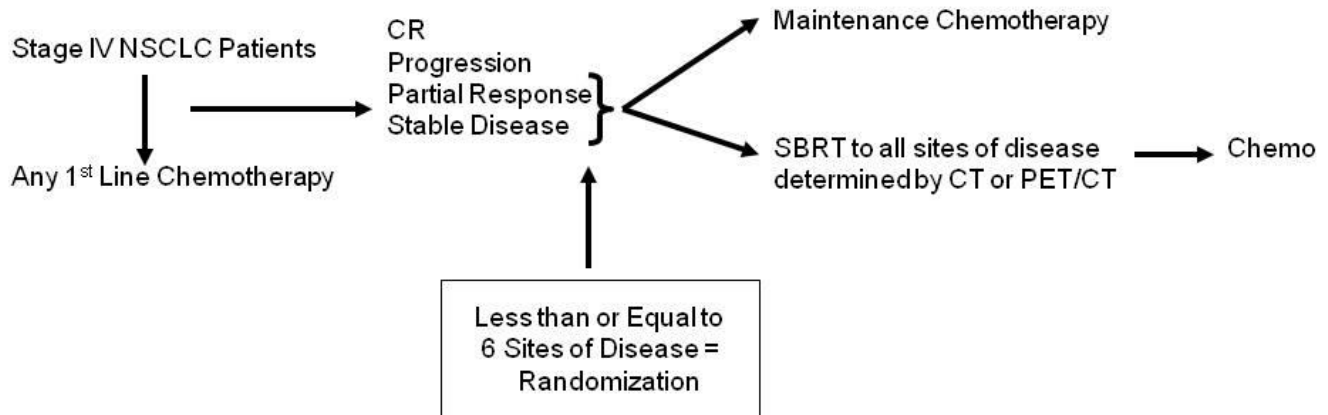 Stage IV NSCLC Patients
Any 1st Line Chemotherapy
CR
Progression
Partial Response
Stable Disease
Less than or Equal to
6 Sites of Disease =
Randomization
Maintenance Chemotherapy
SBRT to all sites of disease
determined by CT or PET/CT
Chemo